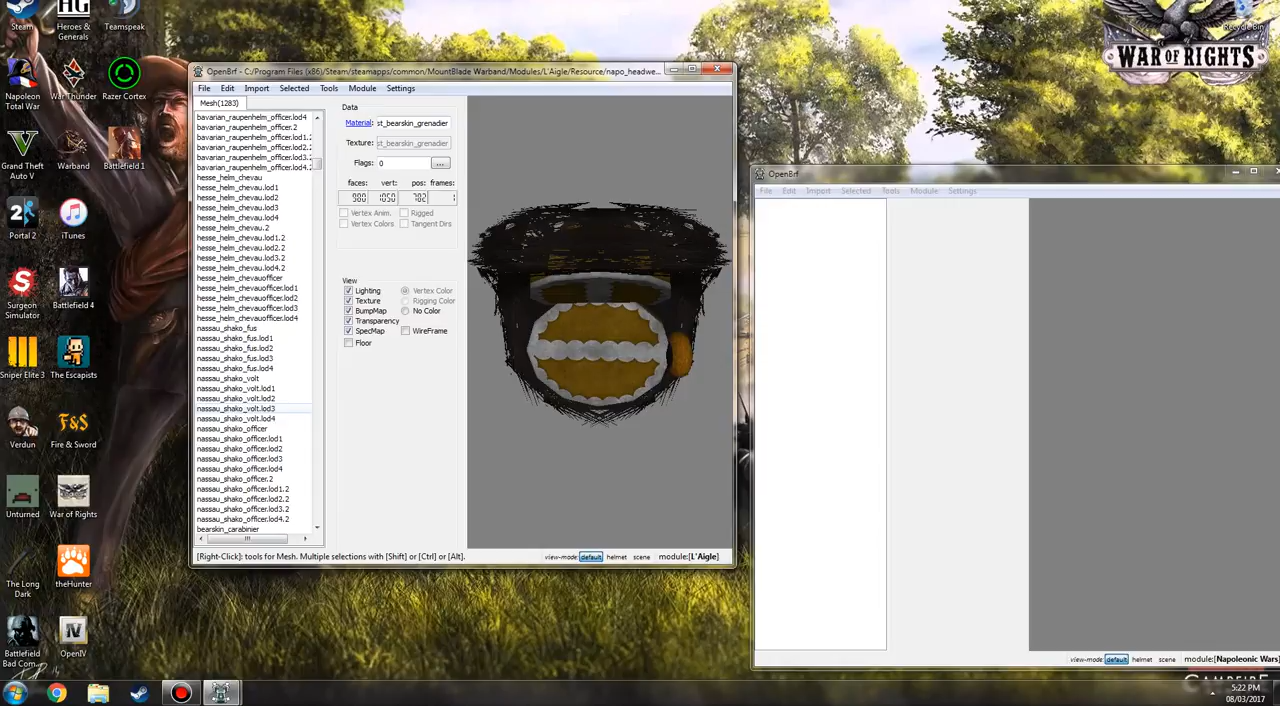 Steam
Heroes & Generals
Teamspeak
Napoleon Total War
War Thunder
Razer Cortex
Grand Theft Auto V
Warband
Battlefield 1
Portal 2
iTunes
Surgeon Simulator
Battlefield 4
Sniper Elite 3
The Escapists
Verdun
Fire & Sword
Unturned
War of Rights
The Long Dark
theHunter
Battlefield Bad Com...
OpenIV
WAR OF RIGHTS
Recycle Bin
OpenBrf - C:/Program Files (x86)/Steam/steamapps/common/MountBlade Warband/Modules/L'Aigle/Resource/napo_headwe...
File Edit Import Selected Tools Module Settings
Mesh(1283)
bavarian_raupenhelm_officer.lod4
bavarian_raupenhelm_officer.2
bavarian_raupenhelm_officer.lod1.2
bavarian_raupenhelm_officer.lod2.
bavarian_raupenhelm_officer.lod3.2
bavarian_raupenhelm_officer.lod4.
hesse_helm_chevau
hesse_helm_chevau.lod1
hesse_helm_chevau.lod2
hesse_helm_chevau.lod3
hesse_helm_chevau.lod4
hesse_helm_chevau.2
hesse_helm_chevau.lod1.2
hesse_helm_chevau.lod2.2
hesse_helm_chevau.lod3.2
hesse_helm_chevau.lod4.2
hesse_helm_chevauofficer
hesse_helm_chevauofficer.lod1
hesse_helm_chevauofficer.lod2
hesse_helm_chevauofficer.lod3
hesse_helm_chevauofficer.lod4
nassau_shako_fus
nassau_shako_fus.lod1
nassau_shako_fus.lod2
nassau_shako_fus.lod3
nassau_shako_fus.lod4
nassau_shako_volt
nassau_shako_volt.lod1
nassau_shako_volt.lod2
nassau_shako_volt.lod3
nassau_shako_volt.lod4
nassau_shako_officer
nassau_shako_officer.lod1
nassau_shako_officer.lod2
nassau_shako_officer.lod3
nassau_shako_officer.lod4
nassau_shako_officer.2
nassau_shako_officer.lod1.2
nassau_shako_officer.lod2.2
nassau_shako_officer.lod3.2
nassau_shako_officer.lod4.2
bearskin_carabinier
Data
Material: st_bearskin_grenadier
Texture: st_bearskin_grenadier
Flags: 0 ...
faces: vert: pos: frames:
980 1050 782 1
Vertex Anim. Rigged
Vertex Colors Tangent Dirs
View
Lighting Vertex Color
Texture Rigging Color
BumpMap No Color
Transparency
SpecMap WireFrame
Floor
[Right-Click]: tools for Mesh. Multiple selections with [Shift] or [Ctrl] or [Alt].
view-mode: default helmet scene module:[L'Aigle]
OpenBrf
File Edit Import Selected Tools Module Settings
view-mode: default helmet scene module:[Napoleonic Wars]
CAMPFIRE
5:22 PM
08/03/2017